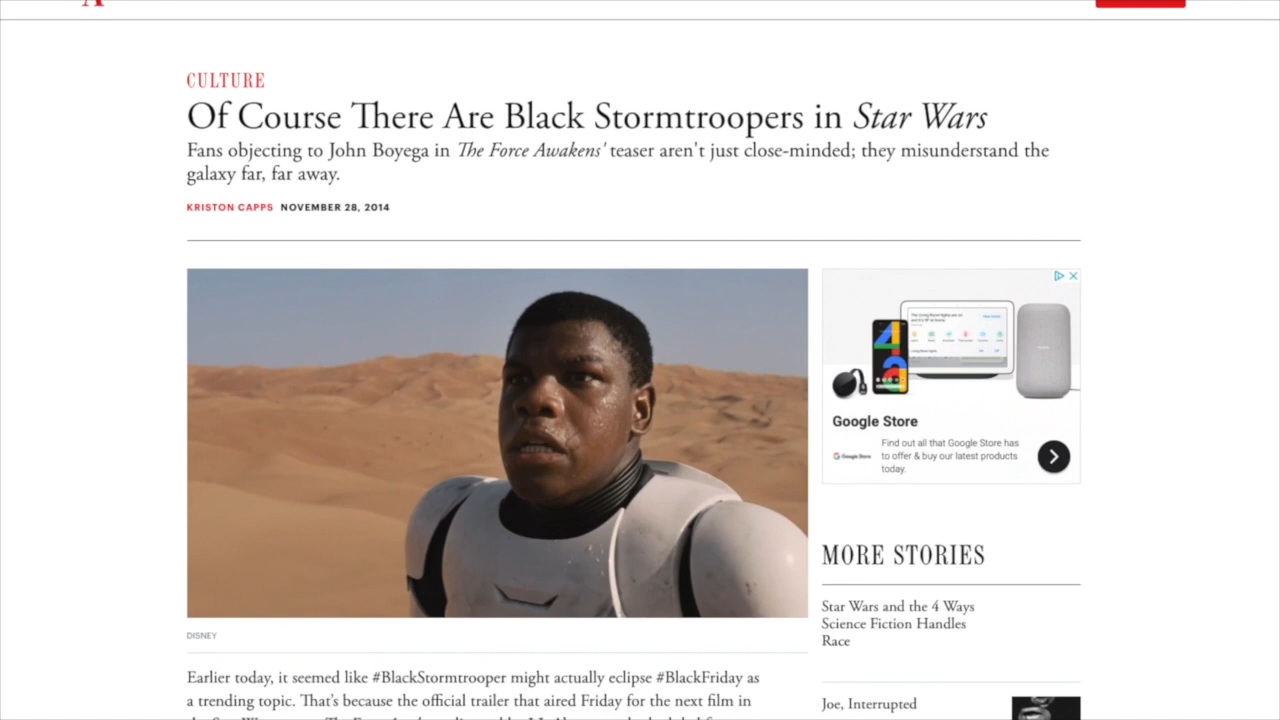 CULTURE
Of Course There Are Black Stormtroopers in Star Wars
Fans objecting to John Boyega in The Force Awakens' teaser aren't just close-minded; they misunderstand the
galaxy far, far away.
KRISTON CAPPS NOVEMBER 28, 2014
DISNEY
Earlier today, it seemed like #BlackStormtrooper might actually eclipse #BlackFriday as
a trending topic. That's because the official trailer that aired Friday for the next film in
Google Store
Google Store
Find out all that Google Store has
to offer & buy our latest products
today.
MORE STORIES
Star Wars and the 4 Ways
Science Fiction Handles
Race
Joe, Interrupted